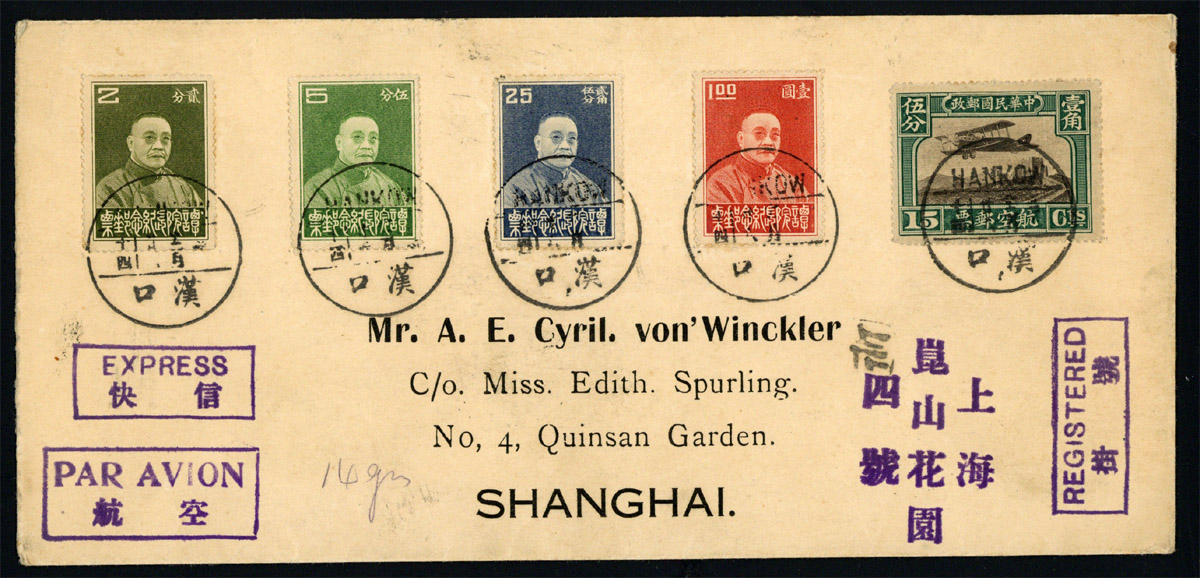 2 分貳
5 分伍
25 貳角伍分
1.00 圓壹
政郵國民華中
伍分
壹角
15 票郵空航 Cts
票郵念紀長院譚
票郵念紀長院譚
票郵念紀長院譚
票郵念紀長院譚
HANKOW
HANKOW
KOW
HANKOW
口漢
口漢
口漢
口漢
口漢
Mr. A. E. Cyril. von'Winckler
C/o. Miss. Edith. Spurling.
No, 4, Quinsan Garden.
SHANGHAI.
EXPRESS
快信
PAR AVION
航空
14 gm
上海
崑山花園
四號
REGISTERED